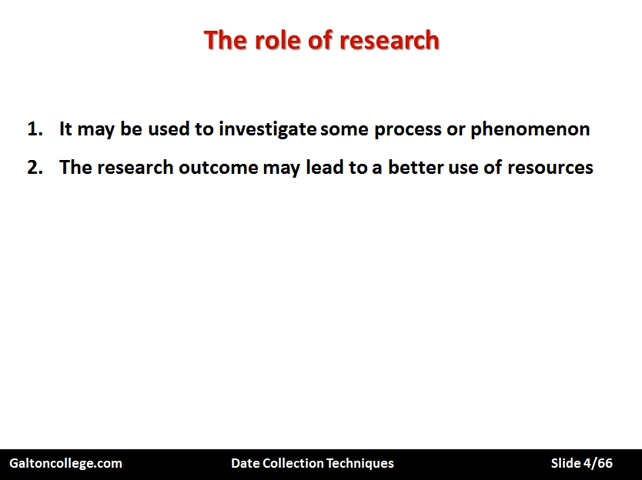 The role of research
1. It may be used to investigate some process or phenomenon
2. The research outcome may lead to a better use of resources
Galtoncollege.com Date Collection Techniques Slide 4/66